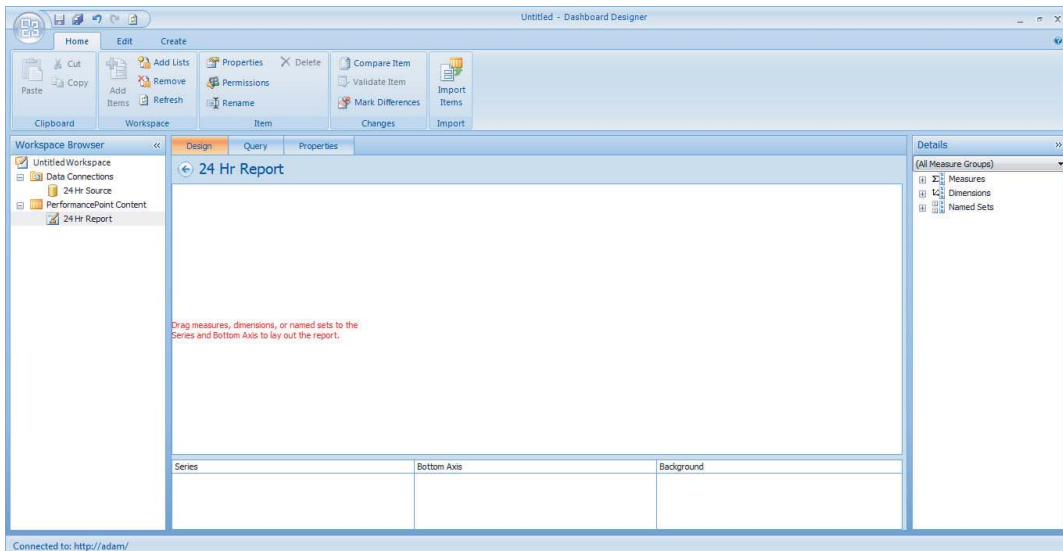 Untitled - Dashboard Designer
Home Edit Create
Paste
Cut
Copy
Clipboard
Add Items
Add Lists
Remove
Refresh
Workspace
Properties
Delete
Permissions
Rename
Item
Compare Item
Validate Item
Mark Differences
Changes
Import Items
Import
Workspace Browser
Untitled Workspace
Data Connections
24 Hr Source
PerformancePoint Content
24 Hr Report
Design Query Properties
24 Hr Report
Drag measures, dimensions, or named sets to the
Series and Bottom Axis to lay out the report.
Series
Bottom Axis
Background
Details
(All Measure Groups)
Measures
Dimensions
Named Sets
Connected to: http://adam/